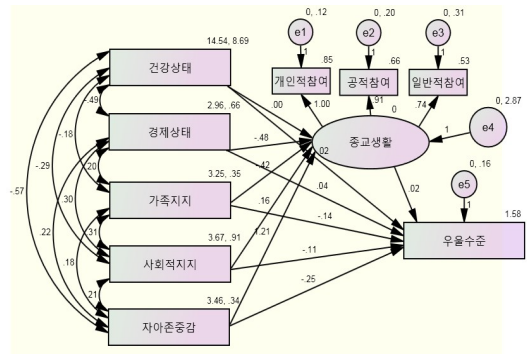 0, .12
0, .20
0, .31
e1
e2
e3
1
1
1
14.54, 8.69
.85
.66
.53
건강상태
개인적참여
공적참여
일반적참여
.00
1.00
.91
.74
0
0, 2.87
-.49
2.96, .66
-.18
경제상태
-.48
.02
종교생활
1
e4
-.29
.20
-.42
-.57
3.25, .35
.04
.02
0, .16
e5
.30
가족지지
.16
-.14
1
.22
.31
1.21
1.58
3.67, .91
-.11
우울수준
.18
사회적지지
-.25
.21
3.46, .34
자아존중감